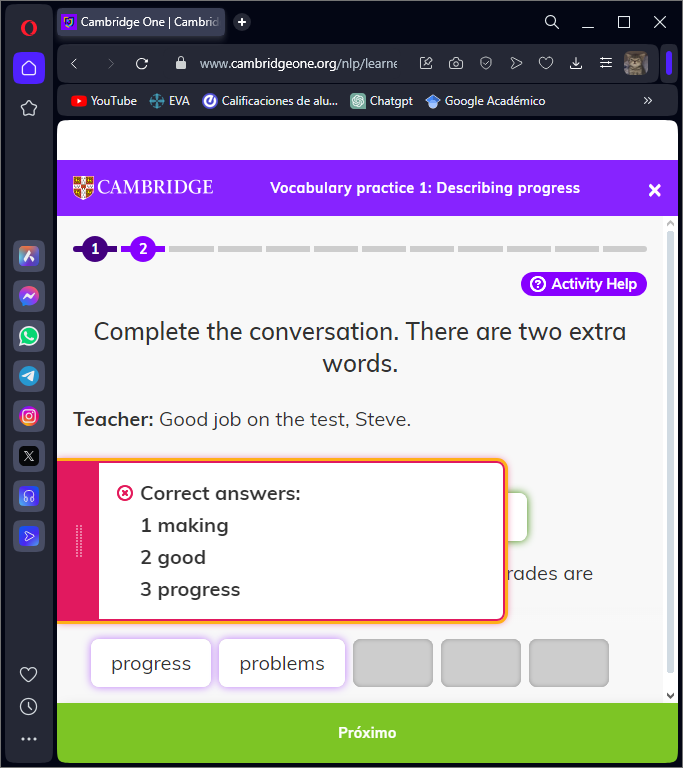 Cambridge One | Cambrid
www.cambridgeone.org/nlp/learne
YouTube
EVA
Calificaciones de alu...
Chatgpt
Google Académico
CAMBRIDGE
Vocabulary practice 1: Describing progress
1
2
Activity Help
Complete the conversation. There are two extra
words.
Teacher: Good job on the test, Steve.
Correct answers:
1 making
2 good
3 progress
rades are
progress
problems
Próximo